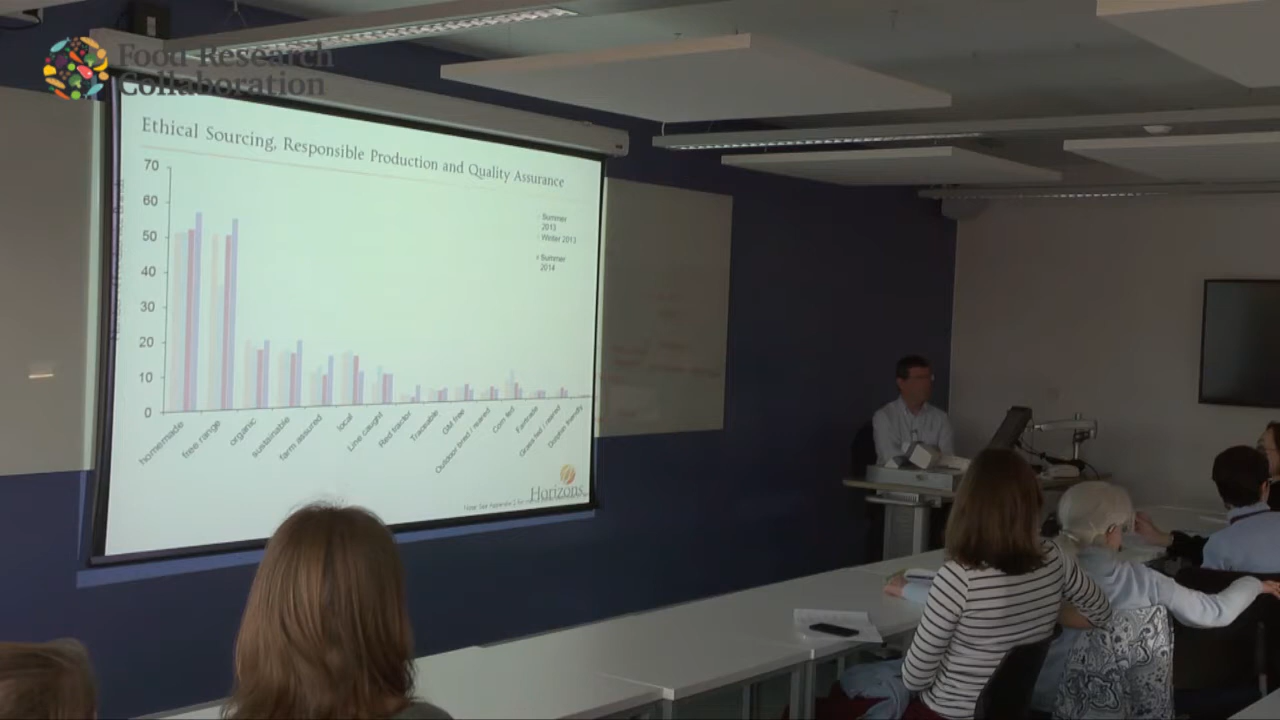 Food Research
Collaboration
Ethical Sourcing, Responsible Production and Quality Assurance
70
60
50
40
30
20
10
0
Summer
2013
Winter 2013
Summer
2014
homemade
free range
organic
sustainable
farm assured
local
Line caught
Red tractor
Traceable
GM free
Outdoor bred / reared
Corn fed
Fairtrade
Grass fed / reared
Dolphin friendly
Horizons